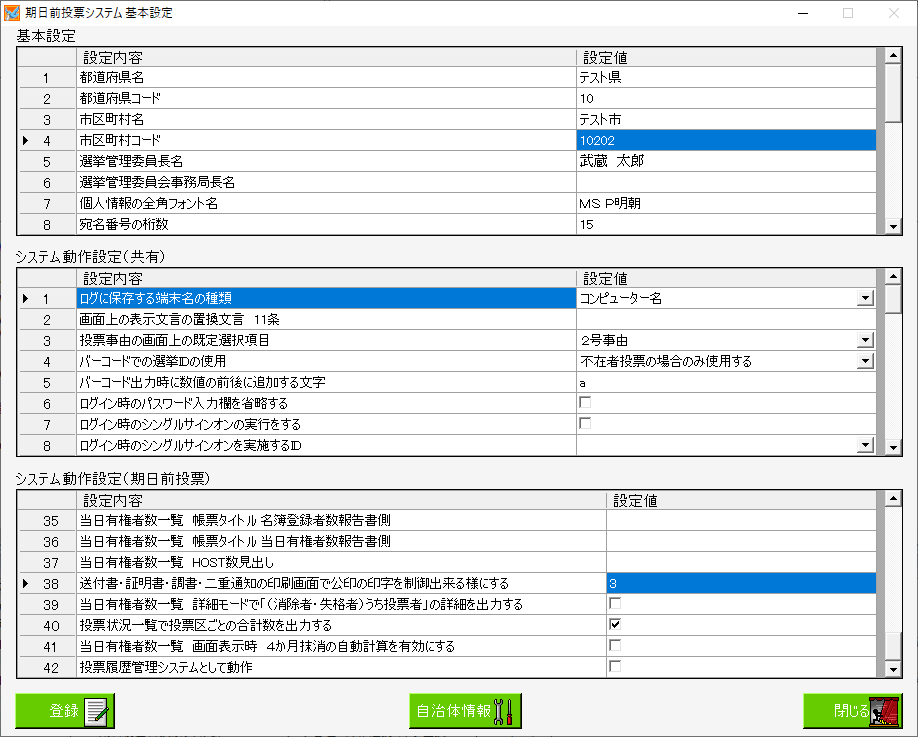 期日前投票システム 基本設定
基本設定
設定内容 設定値
1 都道府県名 テスト県
2 都道府県コード 10
3 市区町村名 テスト市
4 市区町村コード 10202
5 選挙管理委員長名 武蔵　太郎
6 選挙管理委員会事務局長名
7 個人情報の全角フォント名 ＭＳ Ｐ明朝
8 宛名番号の桁数 15
システム動作設定（共有）
設定内容 設定値
1 ログに保存する端末名の種類 コンピューター名
2 画面上の表示文言の置換文言　11条
3 投票事由の画面上の既定選択項目 ２号事由
4 バーコードでの選挙IDの使用 不在者投票の場合のみ使用する
5 バーコード出力時に数値の前後に追加する文字 a
6 ログイン時のパスワード入力欄を省略する
7 ログイン時のシングルサインオンの実行をする
8 ログイン時のシングルサインオンを実施するID
システム動作設定（期日前投票）
設定内容 設定値
35 当日有権者数一覧　帳票タイトル 名簿登録者数報告書側
36 当日有権者数一覧　帳票タイトル 当日有権者数報告書側
37 当日有権者数一覧　HOST数見出し
38 送付書・証明書・調書・二重通知の印刷画面で公印の印字を制御出来る様にする 3
39 当日有権者数一覧　詳細モードで「（消除者・失格者）うち投票者」の詳細を出力する
40 投票状況一覧で投票区ごとの合計数を出力する
41 当日有権者数一覧　画面表示時　４か月抹消の自動計算を有効にする
42 投票履歴管理システムとして動作
登録 自治体情報 閉じる